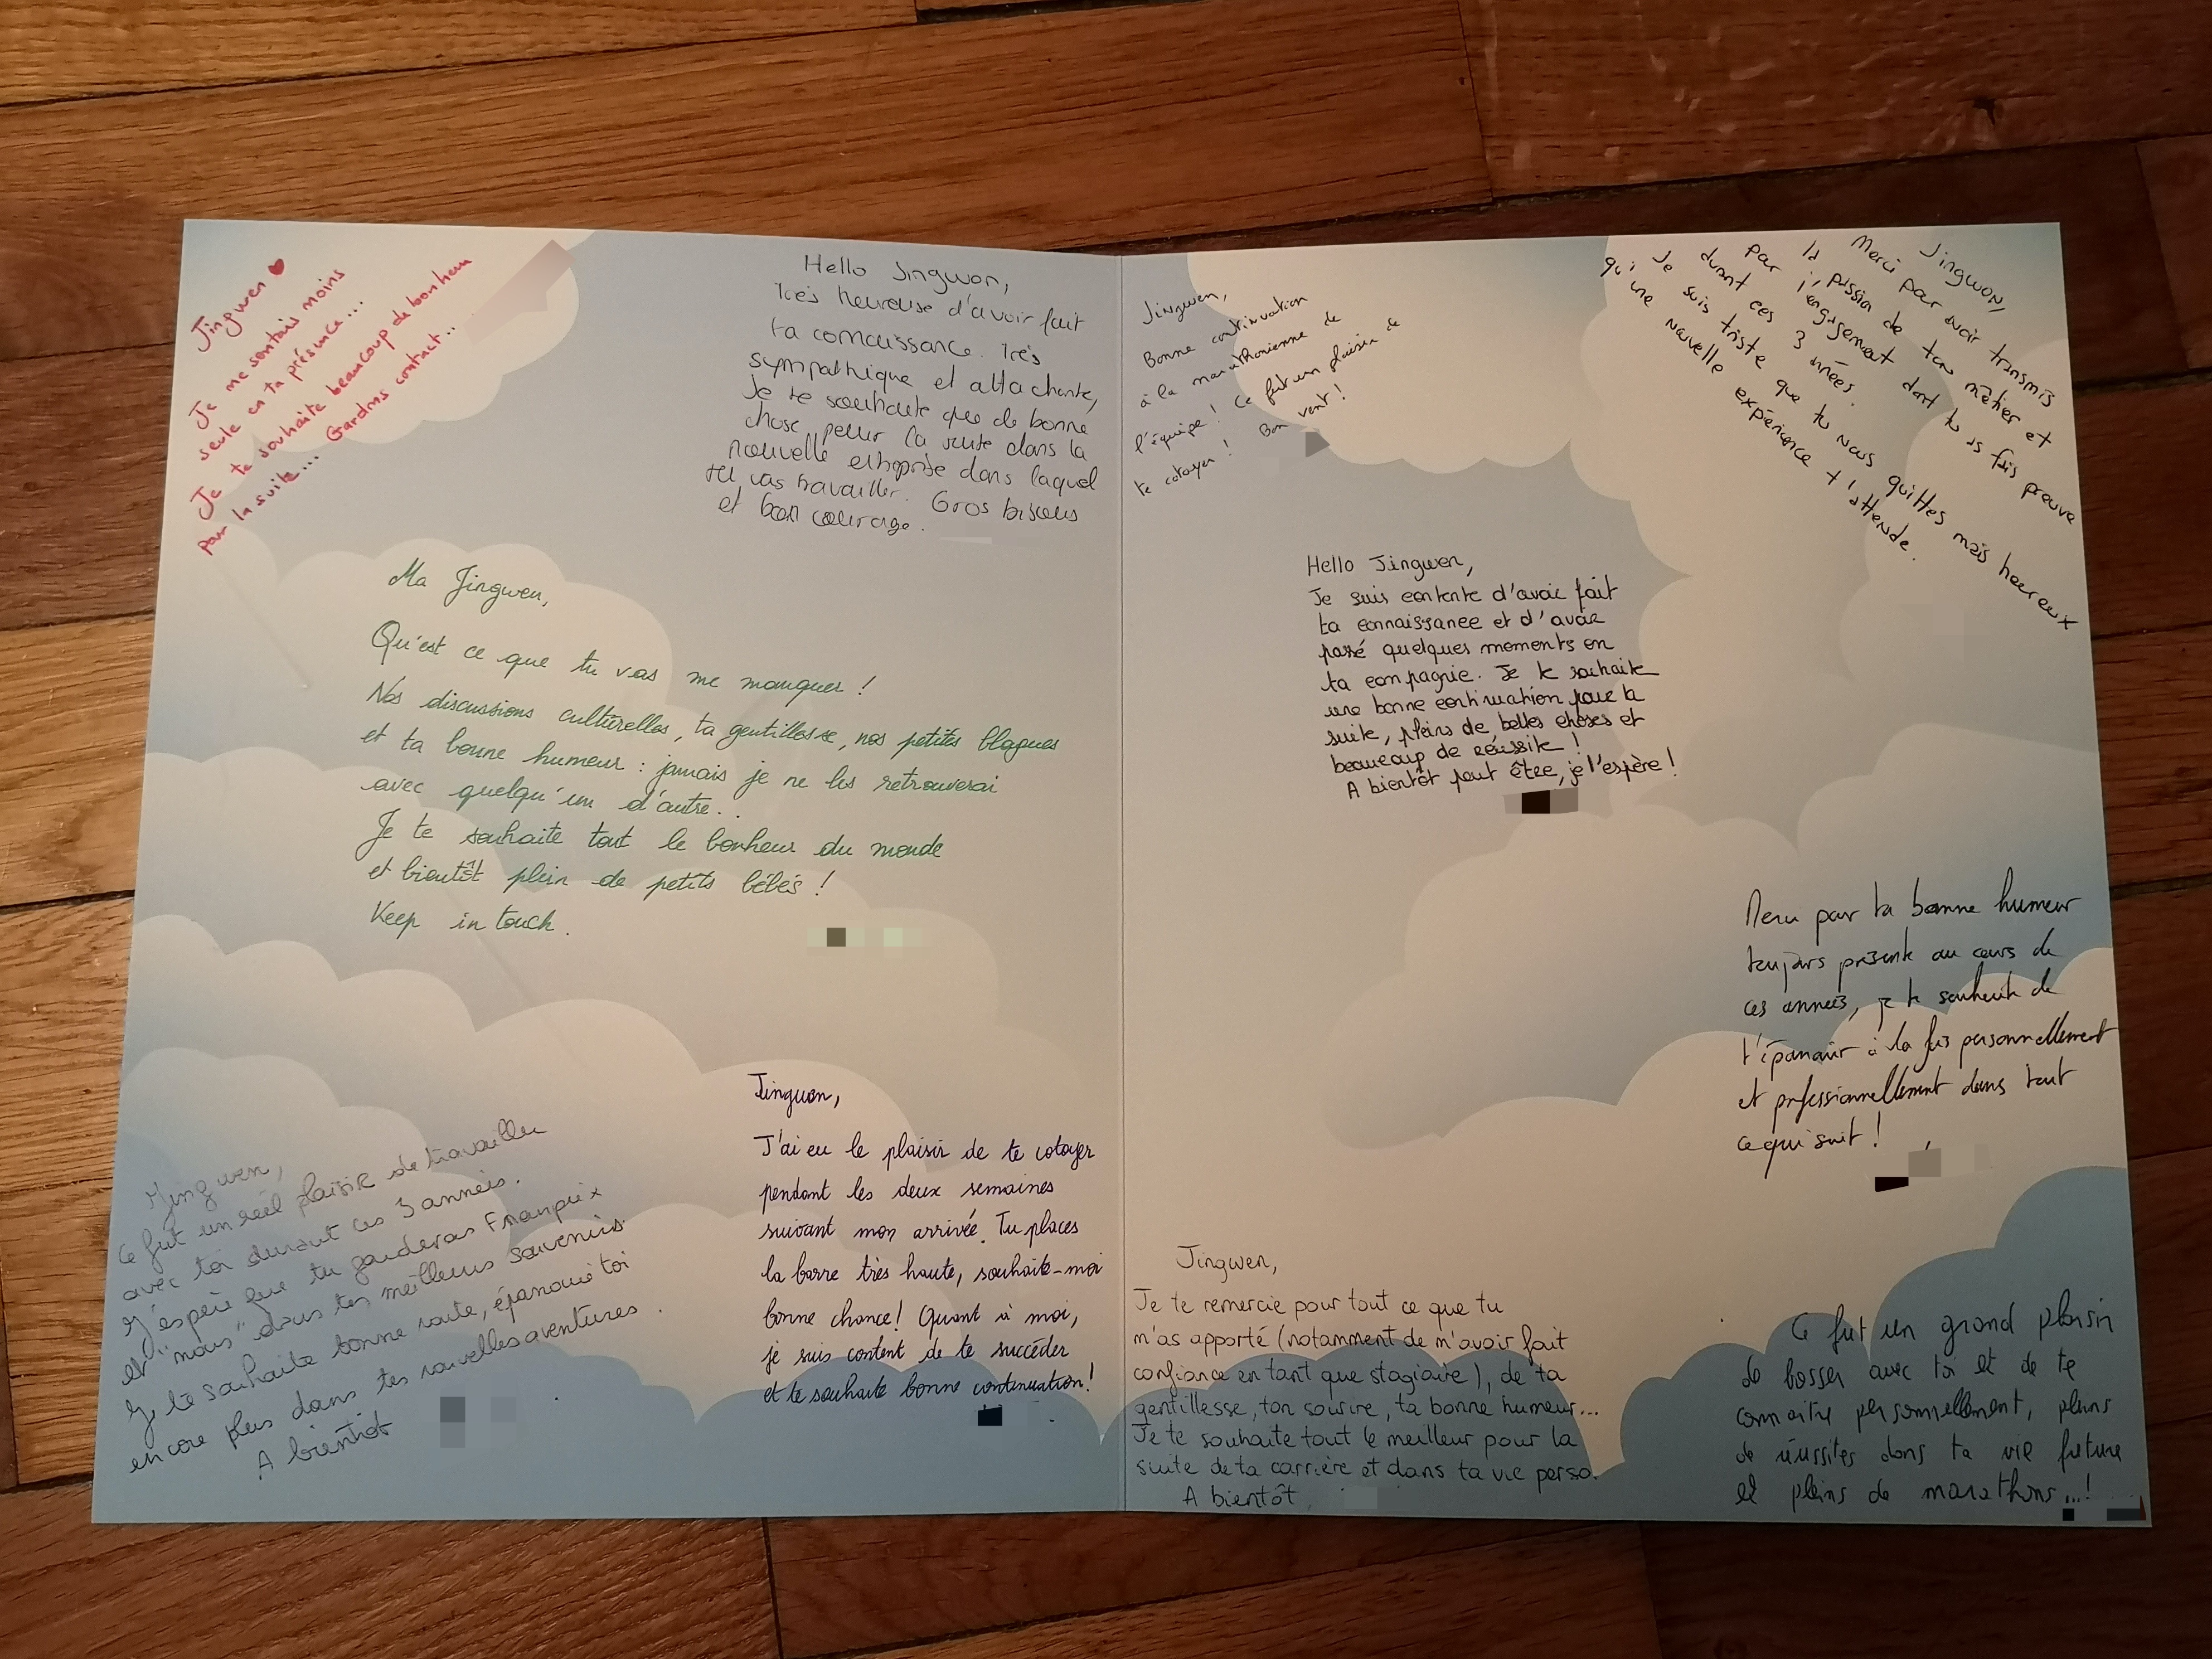 Jingwen
Je me sentais moins
seule en ta présence...
Je te souhaite beaucoup de bonheur
pour la suite... Gardons contact..
Hello Jingwen,
Très heureuse d'avoir fait
ta connaissance. Très
sympathique et attachante,
Je te souhaite que de bonne
chose pour la suite dans la
nouvelle entreprise dans laquel
tu vas travailler. Gros bisous
et bon courage.
Ma Jingwen,
Qu'est ce que tu vas me manquer !
Nos discussions culturelles, ta gentillesse, nos petites blagues
et ta bonne humeur : jamais je ne les retrouverai
avec quelqu'un d'autre...
Je te souhaite tout le bonheur du monde
et bientôt plein de petits bébés !
Keep in touch.
Jingwen,
Ce fut un réel plaisir de travailler
avec toi durant ces 3 années.
J'espère que tu garderas Franprix
et "nous" dans tes meilleurs souvenirs
Je te souhaite bonne route, épanouie toi
encore plus dans tes nouvelles aventures.
A bientôt
Jingwen,
J'ai eu le plaisir de te cotoyer
pendant les deux semaines
suivant mon arrivée. Tu places
la barre très haute, souhaite-moi
bonne chance! Quant à moi,
je suis content de te succéder
et te souhaite bonne continuation!
Jingwen,
Bonne continuation
à la marathonienne de
l'équipe ! Ce fut un plaisir de
te cotoyer ! Bon vent !
Jingwen,
Merci par avoir transmis
la passion de ton métier et
par l'engagement dont tu as fais preuve
durant ces 3 années.
Je suis triste que tu nous quittes mais heureux
qu'une nouvelle expérience t'attende.
Hello Jingwen,
Je suis contente d'avoir fait
ta connaissance et d'avoir
passé quelques moments en
ta compagnie. Je te souhaite
une bonne continuation pour la
suite, pleins de belles choses et
beaucoup de réussite !
A bientôt peut être, je l'espère !
Merci pour ta bonne humeur
toujours présente au cours de
ces années, je te souhaite de
t'épanouir à la fois personnellement
et professionnellement dans tout
ce qui suit !
Jingwen,
Je te remercie pour tout ce que tu
m'as apporté (notamment de m'avoir fait
confiance en tant que stagiaire), de ta
gentillesse, ton sourire, ta bonne humeur...
Je te souhaite tout le meilleur pour la
suite de ta carrière et dans ta vie perso.
A bientôt
Ce fut un grand plaisir
de bosser avec toi et de te
connaitre personnellement, pleins
de réussites dans ta vie future
et pleins de marathons...!